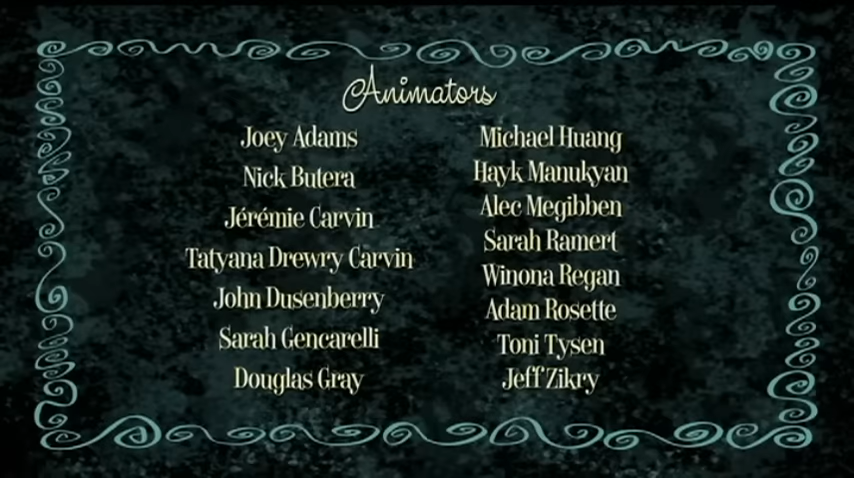 Animators
Joey Adams
Nick Butera
Jérémie Carvin
Tatyana Drewry Carvin
John Dusenberry
Sarah Gencarelli
Douglas Gray
Michael Huang
Hayk Manukyan
Alec Megibben
Sarah Ramert
Winona Regan
Adam Rosette
Toni Tysen
Jeff Zikry